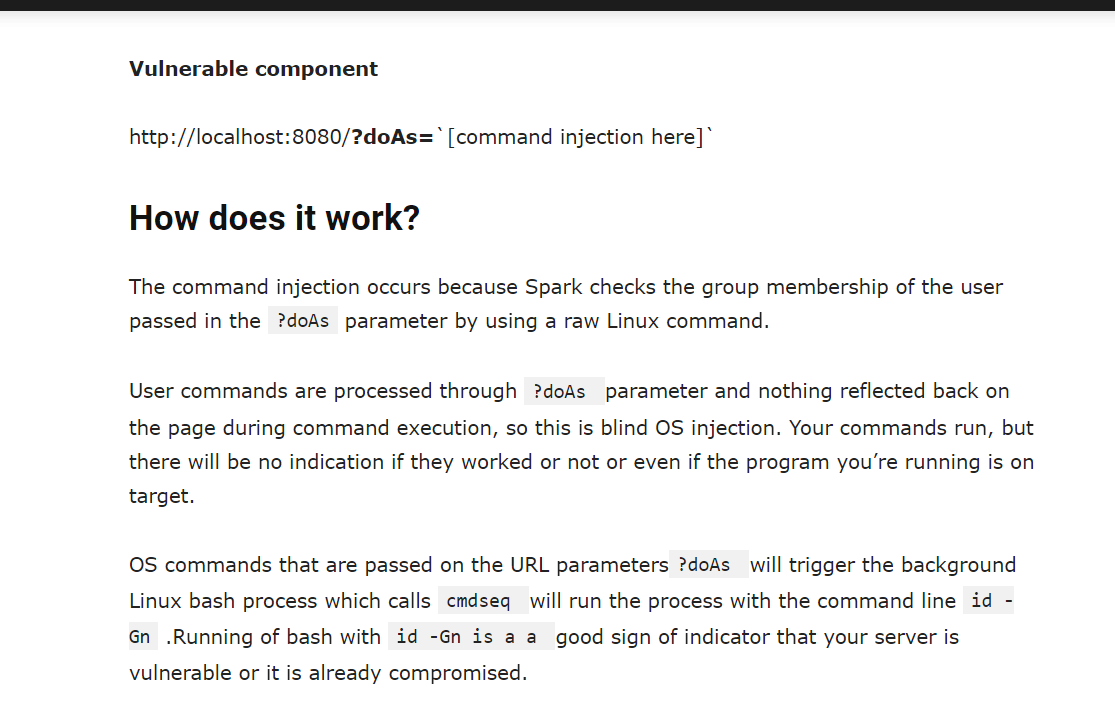 Vulnerable component
http://localhost:8080/?doAs=`[command injection here]`
How does it work?
The command injection occurs because Spark checks the group membership of the user
passed in the ?doAs parameter by using a raw Linux command.
User commands are processed through ?doAs parameter and nothing reflected back on
the page during command execution, so this is blind OS injection. Your commands run, but
there will be no indication if they worked or not or even if the program you’re running is on
target.
OS commands that are passed on the URL parameters ?doAs will trigger the background
Linux bash process which calls cmdseq will run the process with the command line id -
Gn .Running of bash with id -Gn is a a good sign of indicator that your server is
vulnerable or it is already compromised.